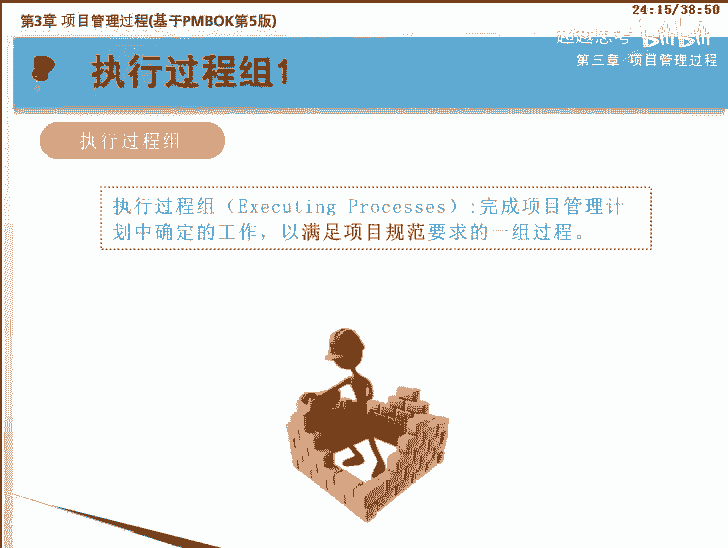 24:15/38:50
第3章 项目管理过程(基于PMBOK第5版)
bilibili
第三章 项目管理过程
执行过程组1
执行过程组
执行过程组（Executing Processes）:完成项目管理计
划中确定的工作，以满足项目规范要求的一组过程。